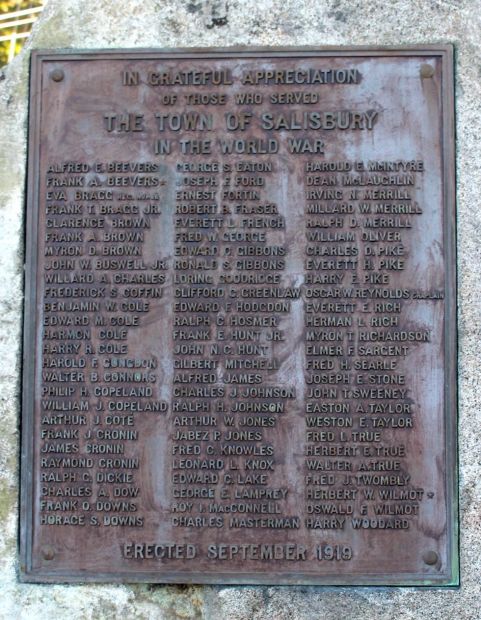 IN GRATEFUL APPRECIATION
OF THOSE WHO SERVED
THE TOWN OF SALISBURY
IN THE WORLD WAR
ALFRED E. BEEVERS
FRANK A. BEEVERS *
EVA BRAGG
FRANK T. BRAGG JR.
CLARENCE BROWN
FRANK A. BROWN
MYRON D. BROWN
JOHN W. BUSWELL JR.
WILLARD A. CHARLES
FREDERICK S. COFFIN
BENJAMIN W. COLE
EDWARD M. COLE
HARMON COLE
HARRY R. COLE
HAROLD F. CONGDON
WALTER B. CONNORS
PHILIP H. COPELAND
WILLIAM J. COPELAND
ARTHUR J. COTE
FRANK J. CRONIN
JAMES CRONIN
RAYMOND CRONIN
RALPH C. DICKIE
CHARLES A. DOW
FRANK O. DOWNS
HORACE S. DOWNS
GEORGE S. EATON
JOSEPH F. FORD
ERNEST FORTIN
ROBERT B. FRASER
EVERETT L. FRENCH
FRED W. GEORGE
EDWARD C. GIBBONS
RONALD S. GIBBONS
LORING GOODRIDGE
CLIFFORD C. GREENLAW
EDWARD F. HODGDON
RALPH C. HOSMER
FRANK E. HUNT JR.
JOHN N.C. HUNT
GILBERT MITCHELL
ALFRED JAMES
CHARLES J. JOHNSON
RALPH H. JOHNSON
ARTHUR W. JONES
JABEZ P. JONES
FRED C. KNOWLES
LEONARD L. KNOX
EDWARD C. LAKE
GEORGE E. LAMPREY
ROY I. MacCONNELL
CHARLES MASTERMAN
HAROLD E. McINTYRE
DEAN McLAUCHLIN
IRVING N. MERRILL
MILLARD W. MERRILL
RALPH D. MERRILL
WILLIAM OLIVER
CHARLES D. PIKE
EVERETT H. PIKE
HARRY E. PIKE
OSCAR W. REYNOLDS CHAPLAIN
EVERETT E. RICH
HERMAN L. RICH
MYRON T. RICHARDSON
ELMER F. SARGENT
FRED H. SEARLE
JOSEPH E. STONE
JOHN T. SWEENEY
EASTON A. TAYLOR
WESTON E. TAYLOR
FRED L. TRUE
HERBERT E. TRUE
WALTER A. TRUE
FRED J. TWOMBLY
HERBERT W. WILMOT *
OSWALD F. WILMOT
HARRY WOODARD
ERECTED SEPTEMBER 1919